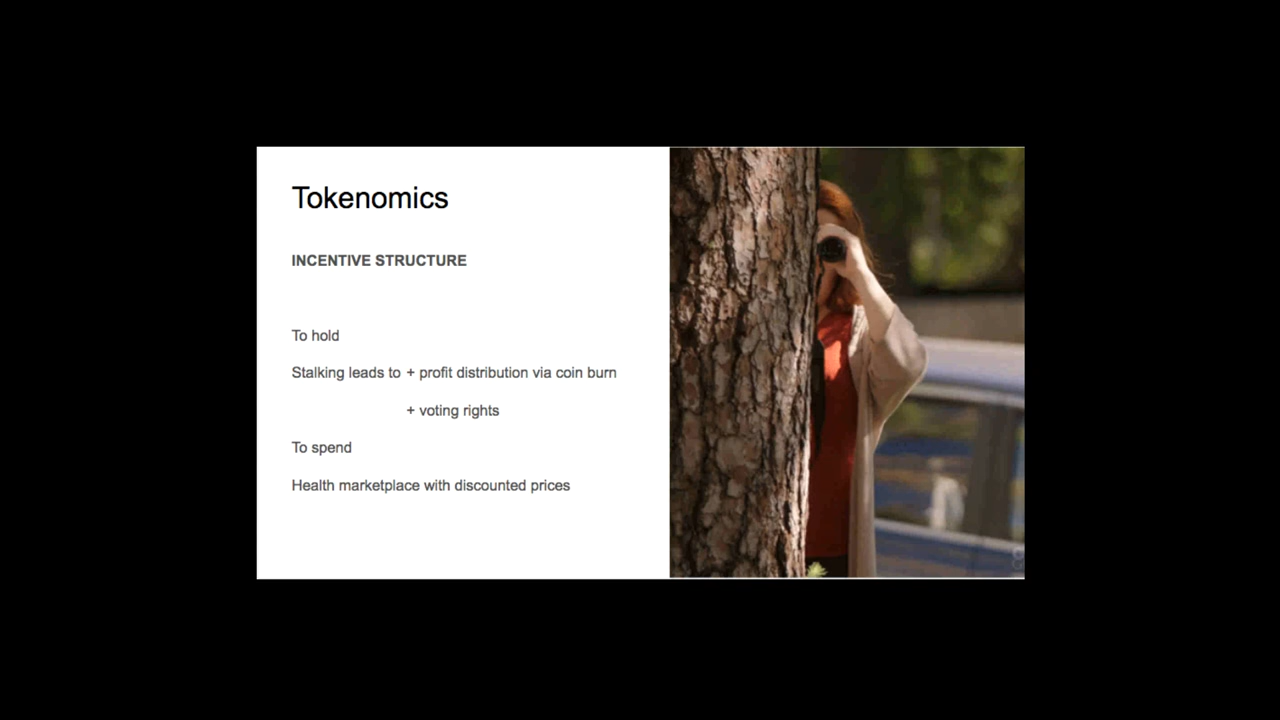 Tokenomics
INCENTIVE STRUCTURE
To hold
Stalking leads to + profit distribution via coin burn
+ voting rights
To spend
Health marketplace with discounted prices